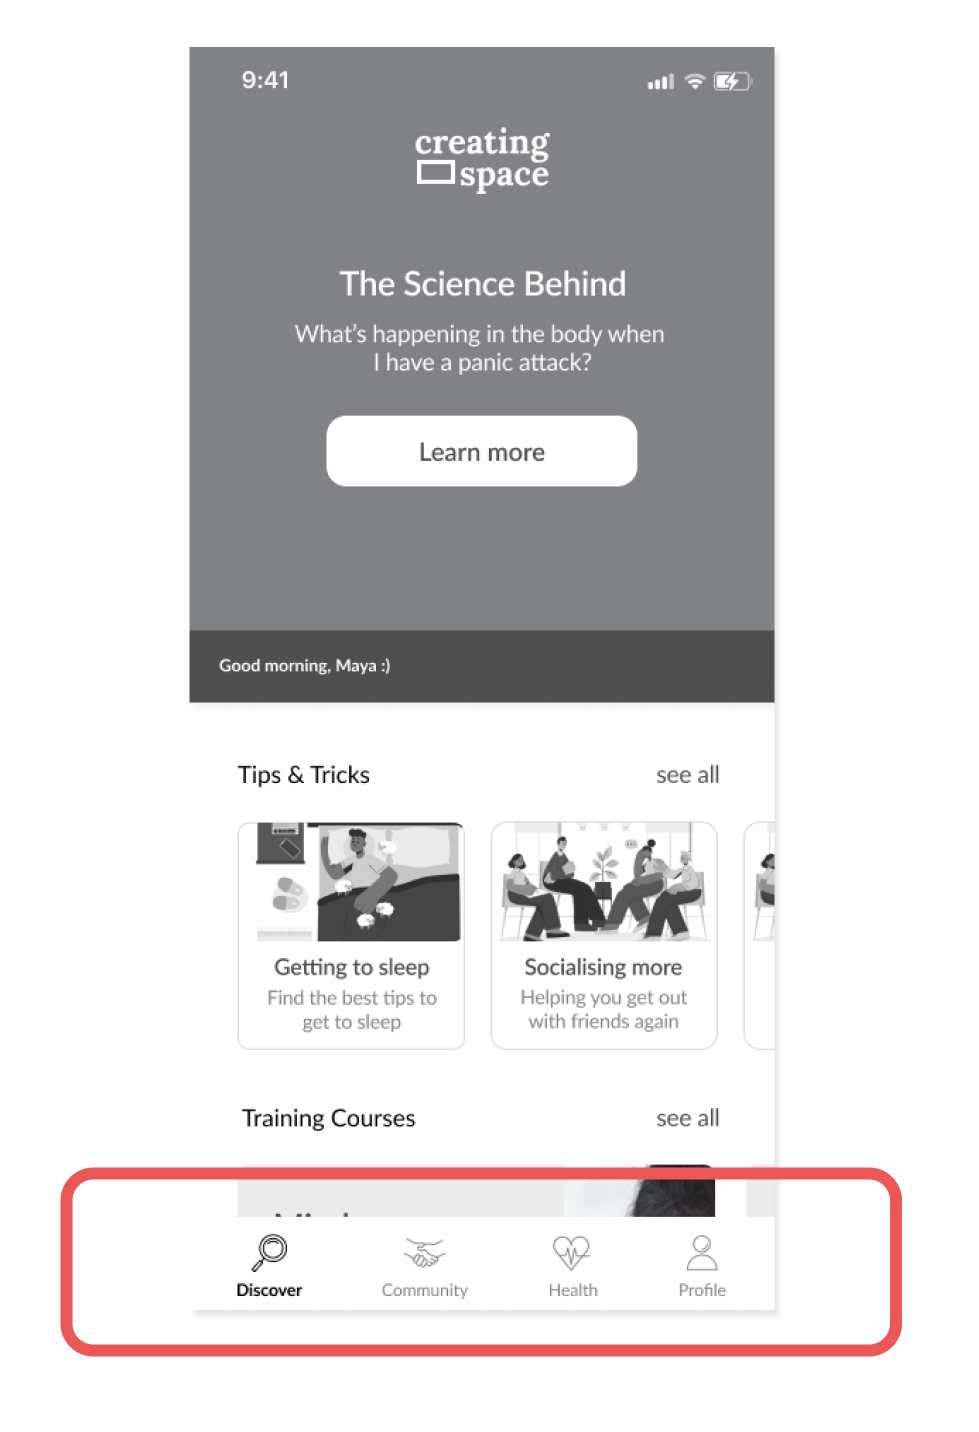 9:41
creating
space
The Science Behind
What's happening in the body when
I have a panic attack?
Learn more
Good morning, Maya :)
Tips & Tricks see all
Getting to sleep
Find the best tips to
get to sleep
Socialising more
Helping you get out
with friends again
Training Courses see all
Discover Community Health Profile